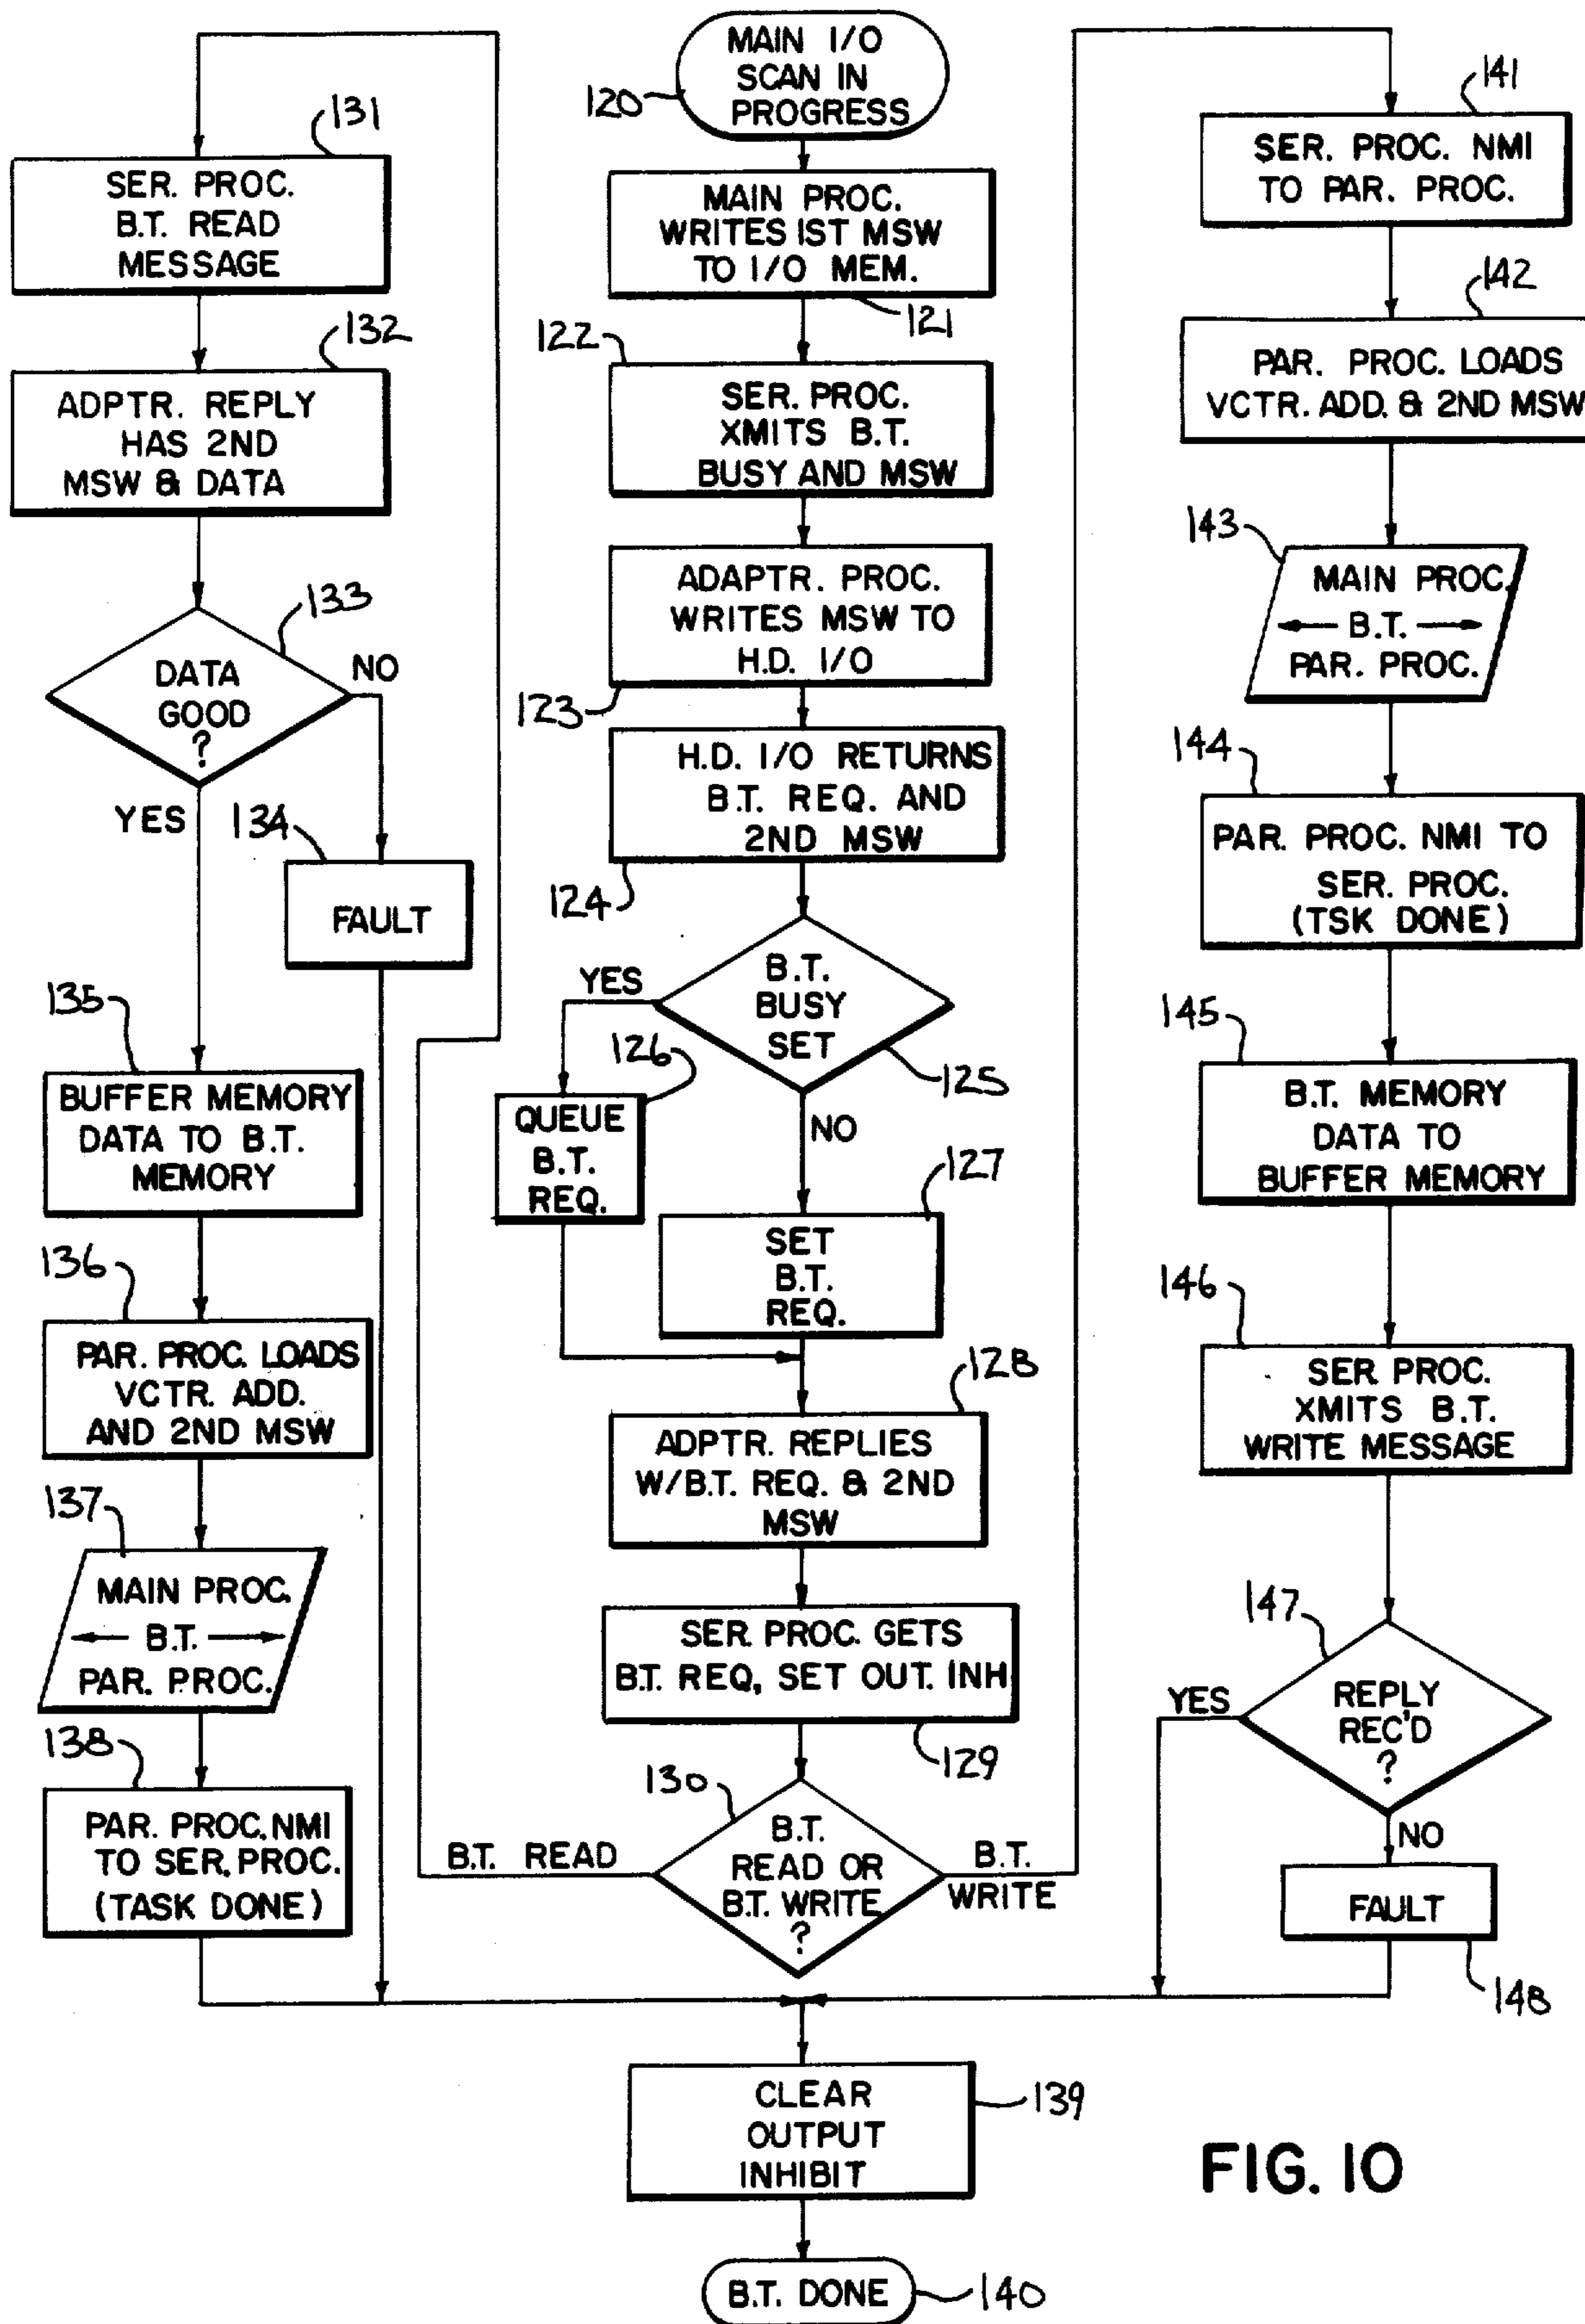 MAIN I/O
SCAN IN
PROGRESS
120
MAIN PROC.
WRITES 1ST MSW
TO I/O MEM.
121
122
SER. PROC.
XMITS B.T.
BUSY AND MSW
ADAPTR. PROC.
WRITES MSW TO
H.D. I/O
123
H.D. I/O RETURNS
B.T. REQ. AND
2ND MSW
124
B.T.
BUSY
SET
125
YES
NO
126
QUEUE
B.T.
REQ.
127
SET
B.T.
REQ.
128
ADPTR. REPLIES
W/B.T. REQ. & 2ND
MSW
SER. PROC. GETS
B.T. REQ, SET OUT. INH
129
130
B.T.
READ OR
B.T. WRITE
?
B.T. READ
B.T.
WRITE
131
SER. PROC.
B.T. READ
MESSAGE
132
ADPTR. REPLY
HAS 2ND
MSW & DATA
133
DATA
GOOD
?
NO
YES
134
FAULT
135
BUFFER MEMORY
DATA TO B.T.
MEMORY
136
PAR. PROC. LOADS
VCTR. ADD.
AND 2ND MSW
137
MAIN PROC.
B.T.
PAR. PROC.
138
PAR. PROC. NMI
TO SER. PROC.
(TASK DONE)
141
SER. PROC. NMI
TO PAR. PROC.
142
PAR. PROC. LOADS
VCTR. ADD. & 2ND MSW
143
MAIN PROC.
B.T.
PAR. PROC.
144
PAR. PROC. NMI TO
SER. PROC.
(TSK DONE)
145
B.T. MEMORY
DATA TO
BUFFER MEMORY
146
SER. PROC.
XMITS B.T.
WRITE MESSAGE
147
REPLY
REC'D
?
YES
NO
FAULT
148
CLEAR
OUTPUT
INHIBIT
139
B.T. DONE
140
FIG. 10